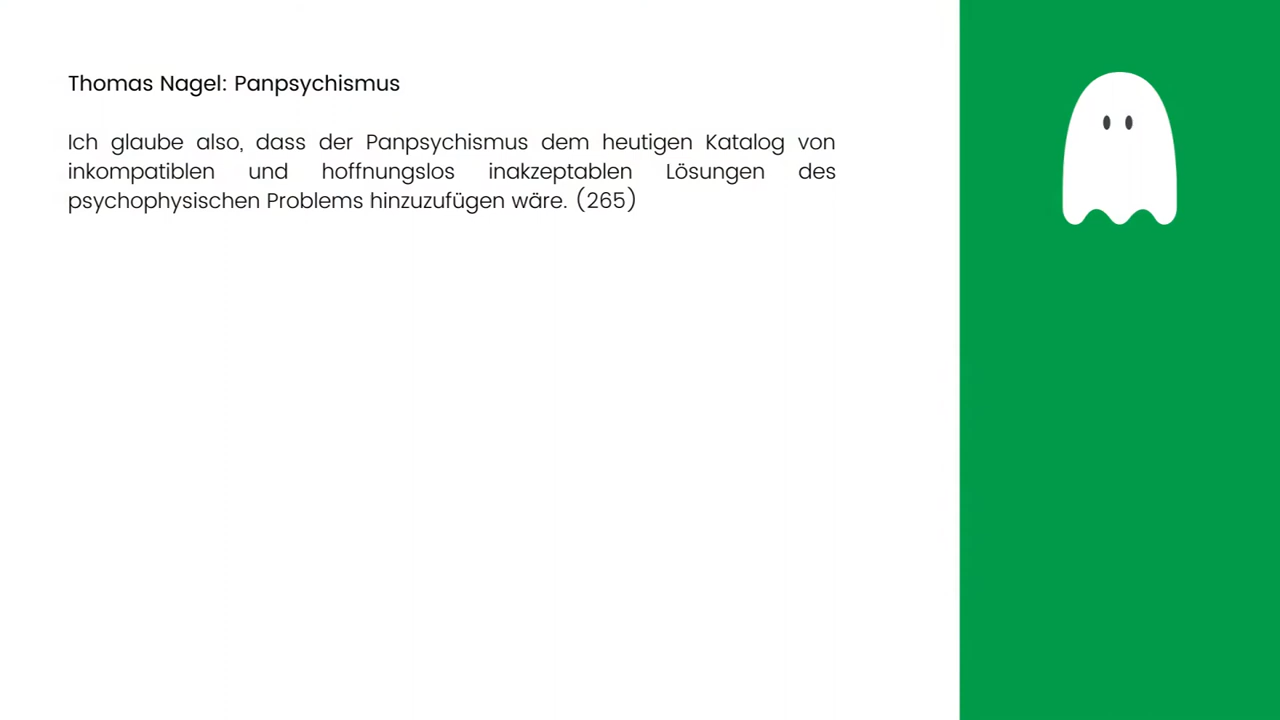 Thomas Nagel: Panpsychismus
Ich glaube also, dass der Panpsychismus dem heutigen Katalog von
inkompatiblen und hoffnungslos inakzeptablen Lösungen des
psychophysischen Problems hinzuzufügen wäre. (265)